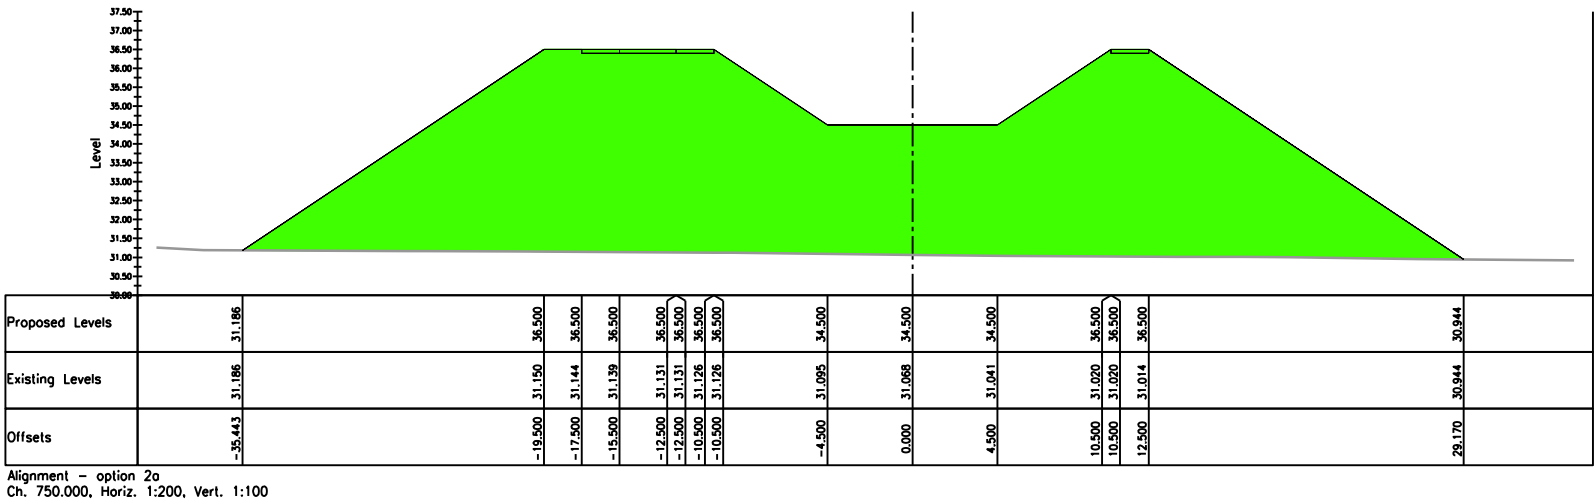 37.50
37.00
36.50
36.00
35.50
35.00
34.50
34.00
33.50
33.00
32.50
32.00
31.50
31.00
30.50
30.00
Level
Proposed Levels 31.186 36.500 36.500 36.500 36.500 36.500 36.500 36.500 34.500 34.500 34.500 36.500 36.500 36.500 30.944
Existing Levels 31.186 31.150 31.144 31.139 31.131 31.131 31.126 31.126 31.095 31.068 31.041 31.020 31.020 31.014 30.944
Offsets -35.443 -19.500 -17.500 -15.500 -12.500 -12.500 -10.500 -10.500 -4.500 0.000 4.500 10.500 10.500 12.500 29.170
Alignment - option 2a
Ch. 750.000, Horiz. 1:200, Vert. 1:100